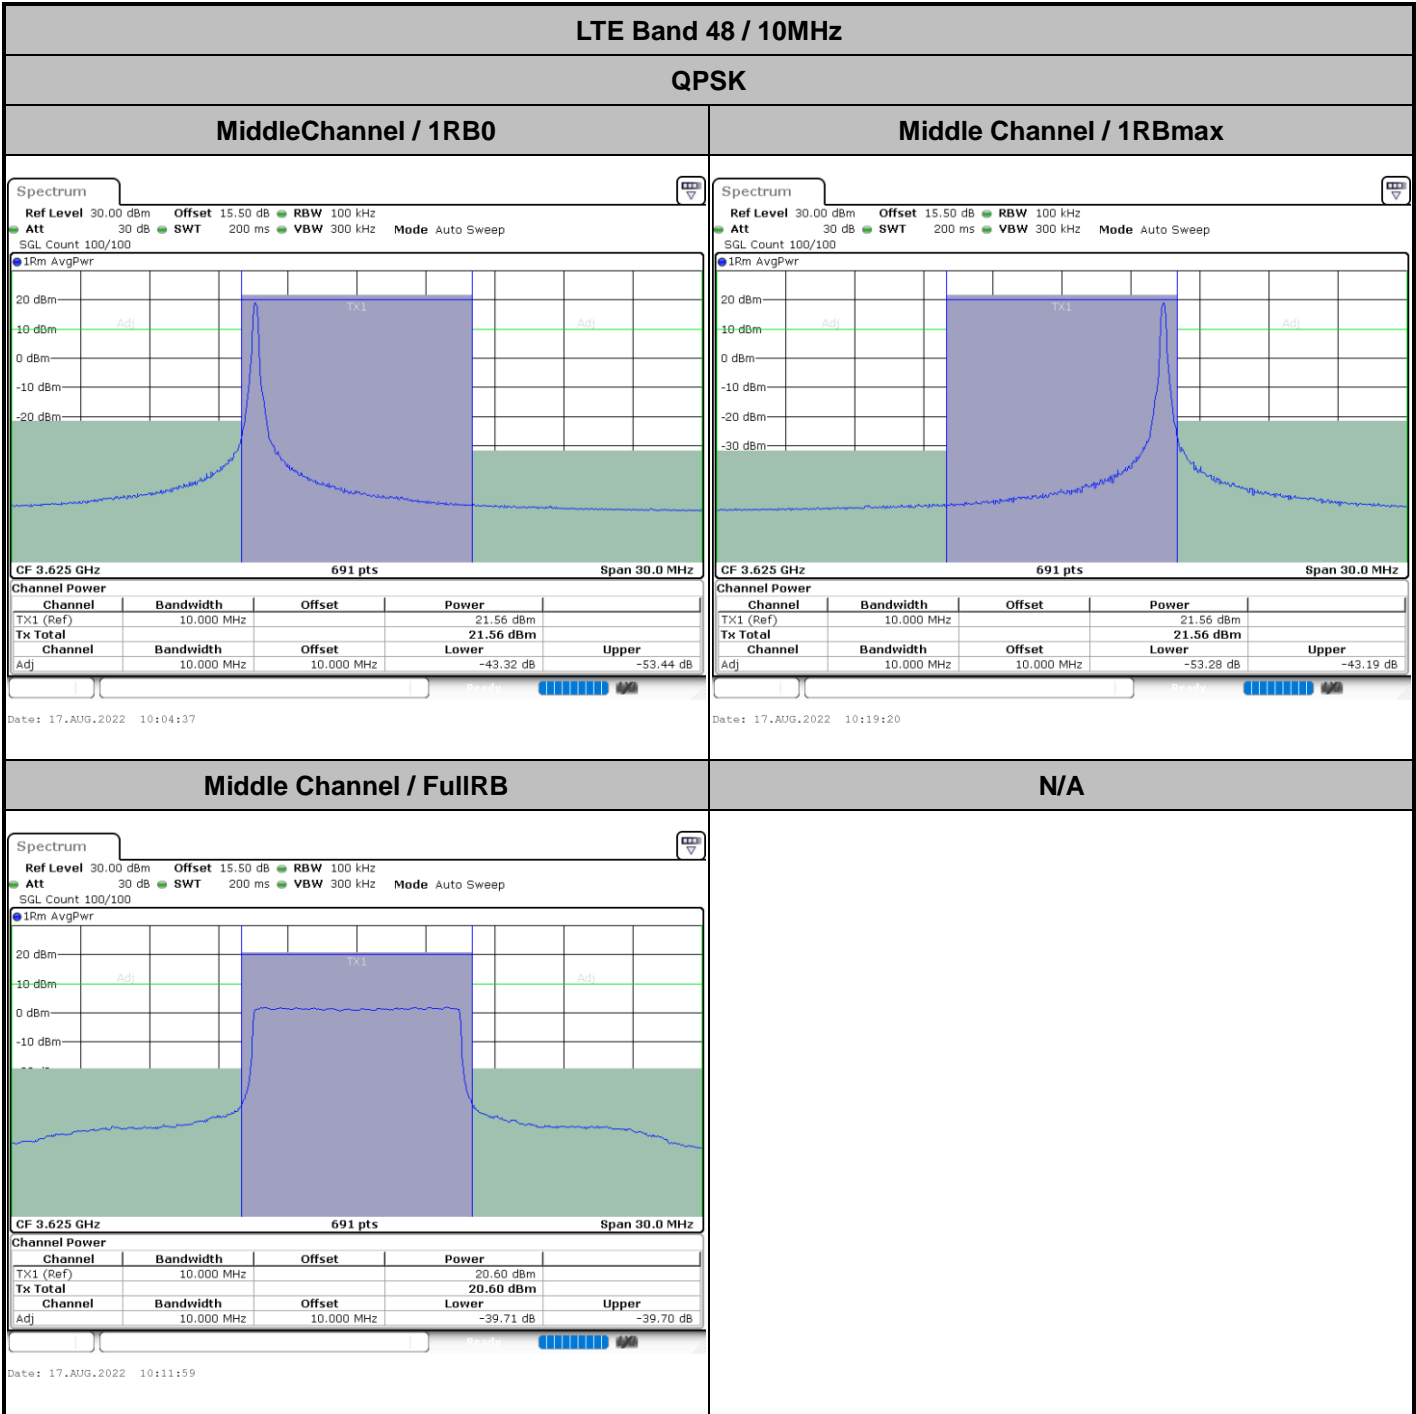 LTE Band 48 / 10MHz
QPSK
MiddleChannel / 1RB0
Middle Channel / 1RBmax
Spectrum
Ref Level 30.00 dBm Offset 15.50 dB RBW 100 kHz
Att 30 dB SWT 200 ms VBW 300 kHz Mode Auto Sweep
SGL Count 100/100
1Rm AvgPwr
TX1
Adj
Adj
20 dBm
10 dBm
0 dBm
-10 dBm
-20 dBm
CF 3.625 GHz 691 pts Span 30.0 MHz
Channel Power
Channel Bandwidth Offset Power
TX1 (Ref) 10.000 MHz 21.56 dBm
Tx Total 21.56 dBm
Channel Bandwidth Offset Lower Upper
Adj 10.000 MHz 10.000 MHz -43.32 dB -53.44 dB
Ready
Date: 17.AUG.2022 10:04:37
Spectrum
Ref Level 30.00 dBm Offset 15.50 dB RBW 100 kHz
Att 30 dB SWT 200 ms VBW 300 kHz Mode Auto Sweep
SGL Count 100/100
1Rm AvgPwr
TX1
Adj
Adj
20 dBm
10 dBm
0 dBm
-10 dBm
-20 dBm
-30 dBm
CF 3.625 GHz 691 pts Span 30.0 MHz
Channel Power
Channel Bandwidth Offset Power
TX1 (Ref) 10.000 MHz 21.56 dBm
Tx Total 21.56 dBm
Channel Bandwidth Offset Lower Upper
Adj 10.000 MHz 10.000 MHz -53.28 dB -43.19 dB
Ready
Date: 17.AUG.2022 10:19:20
Middle Channel / FullRB
N/A
Spectrum
Ref Level 30.00 dBm Offset 15.50 dB RBW 100 kHz
Att 30 dB SWT 200 ms VBW 300 kHz Mode Auto Sweep
SGL Count 100/100
1Rm AvgPwr
TX1
Adj
Adj
20 dBm
10 dBm
0 dBm
-10 dBm
CF 3.625 GHz 691 pts Span 30.0 MHz
Channel Power
Channel Bandwidth Offset Power
TX1 (Ref) 10.000 MHz 20.60 dBm
Tx Total 20.60 dBm
Channel Bandwidth Offset Lower Upper
Adj 10.000 MHz 10.000 MHz -39.71 dB -39.70 dB
Ready
Date: 17.AUG.2022 10:11:59